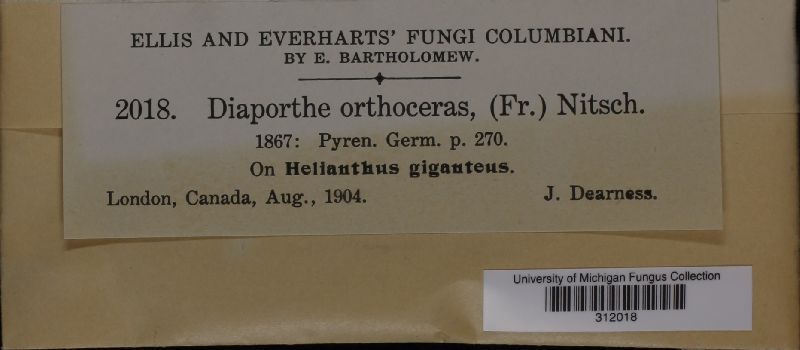 ELLIS AND EVERHARTS' FUNGI COLUMBIANI.
BY E. BARTHOLOMEW.
2018. Diaporthe orthoceras, (Fr.) Nitsch.
1867: Pyren. Germ. p. 270.
On Helianthus giganteus.
London, Canada, Aug., 1904. J. Dearness.
University of Michigan Fungus Collection
312018